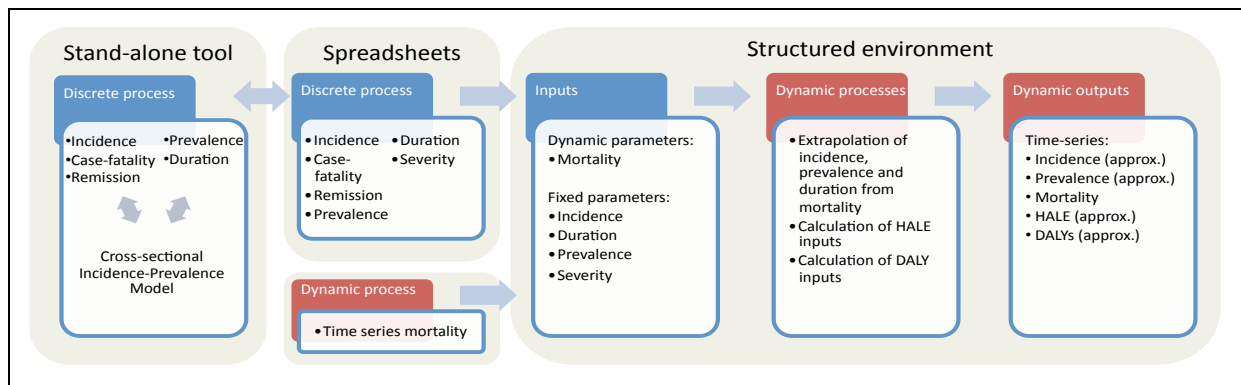 Stand-alone tool
Discrete process
•Incidence
•Case-fatality
•Remission
•Prevalence
•Duration
Cross-sectional
Incidence-Prevalence
Model
Spreadsheets
Discrete process
•Incidence
•Case-
fatality
•Remission
•Prevalence
•Duration
•Severity
Dynamic process
•Time series mortality
Structured environment
Inputs
Dynamic parameters:
•Mortality
Fixed parameters:
•Incidence
•Duration
•Prevalence
•Severity
Dynamic processes
•Extrapolation of
incidence,
prevalence and
duration from
mortality
•Calculation of HALE
inputs
•Calculation of DALY
inputs
Dynamic outputs
Time-series:
• Incidence (approx.)
• Prevalence (approx.)
• Mortality
• HALE (approx.)
• DALYs (approx.)